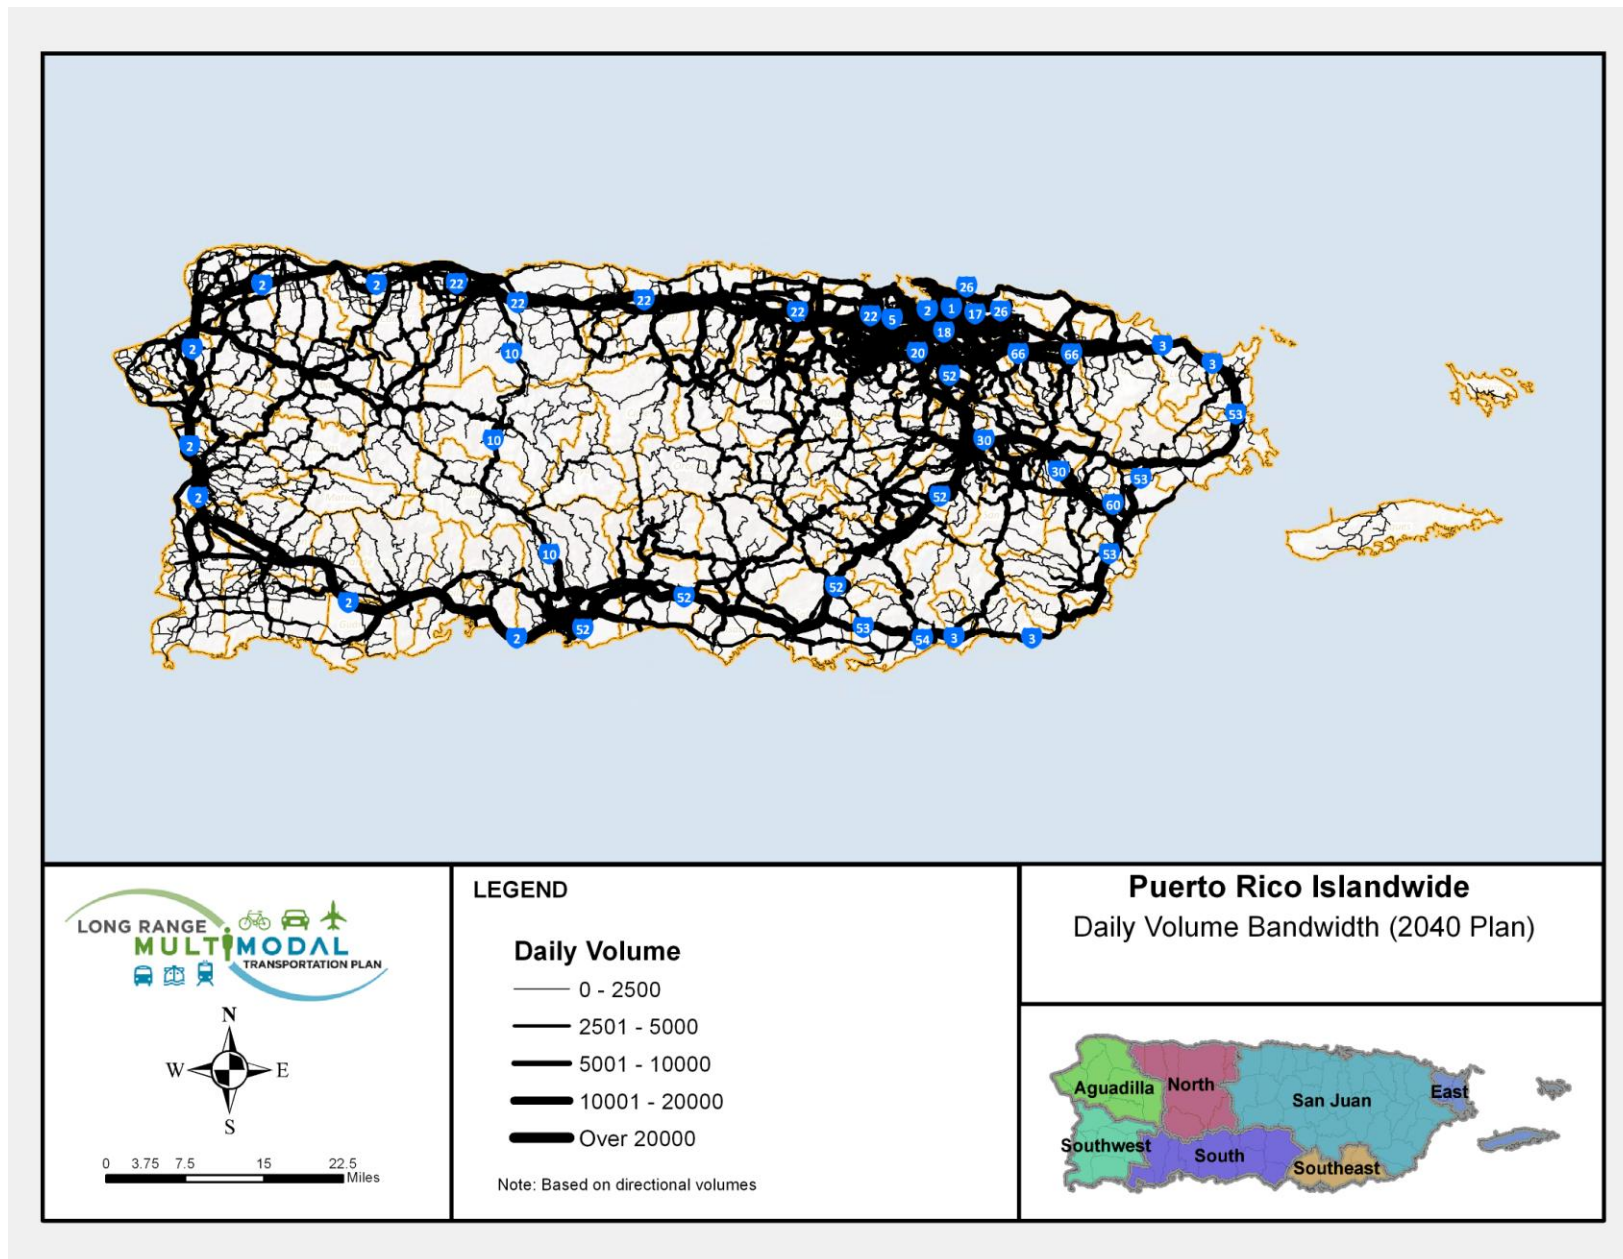 26
2
2
22
22
22
22
22
5
2
1
17
26
18
20
66
66
3
3
2
10
52
53
2
10
30
30
53
2
52
60
10
53
2
52
52
2
52
53
54
3
3
LONG RANGE
MULTIMODAL
TRANSPORTATION PLAN
N
W
E
S
0 3.75 7.5 15 22.5
Miles
LEGEND
Daily Volume
0 - 2500
2501 - 5000
5001 - 10000
10001 - 20000
Over 20000
Note: Based on directional volumes
Puerto Rico Islandwide
Daily Volume Bandwidth (2040 Plan)
Aguadilla
North
San Juan
East
Southwest
South
Southeast